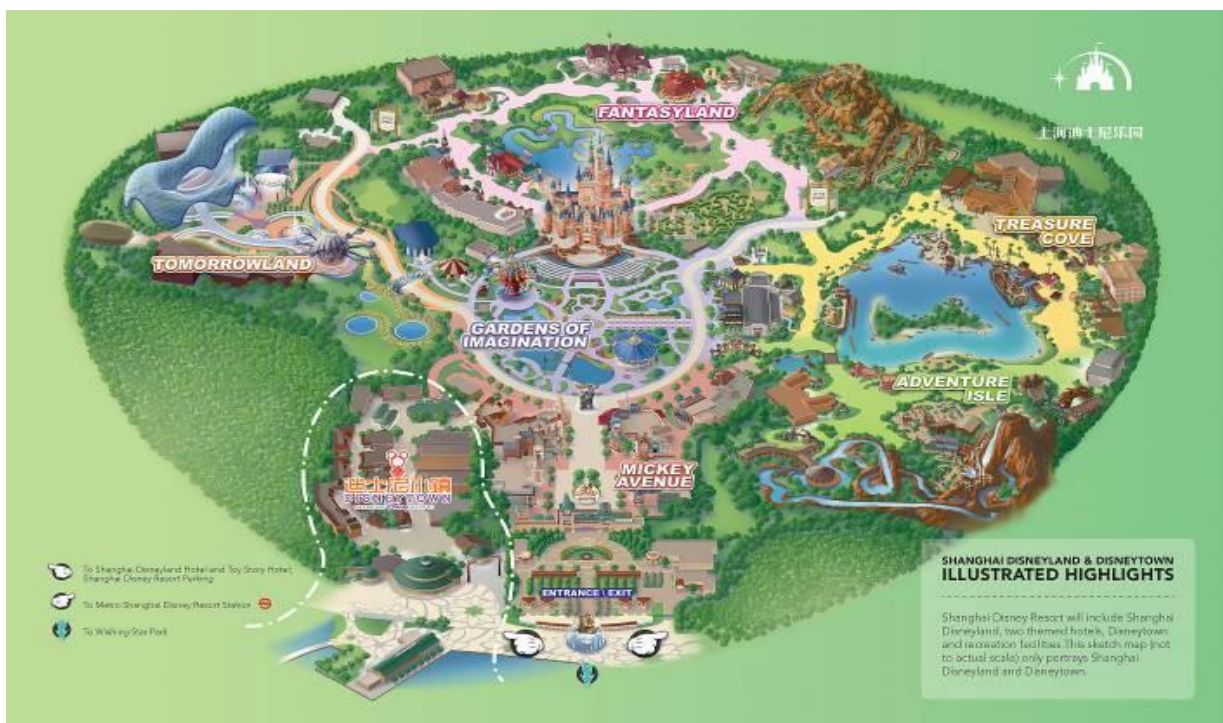 FANTASYLAND
上海迪士尼乐园
TREASURE
COVE
TOMORROWLAND
GARDENS OF
IMAGINATION
ADVENTURE
ISLE
MICKEY
AVENUE
迪士尼小镇
DISNEYTOWN
ENTRANCE \ EXIT
To Shanghai Disneyland Hotel and Toy Story Hotel,
Shanghai Disney Resort Parking
To Metro Shanghai Disney Resort Station
To Wishing Star Park
SHANGHAI DISNEYLAND & DISNEYTOWN
ILLUSTRATED HIGHLIGHTS
Shanghai Disney Resort will include Shanghai
Disneyland, two themed hotels, Disneytown
and recreation facilities. This sketch map (not
to actual scale) only portrays Shanghai
Disneyland and Disneytown.